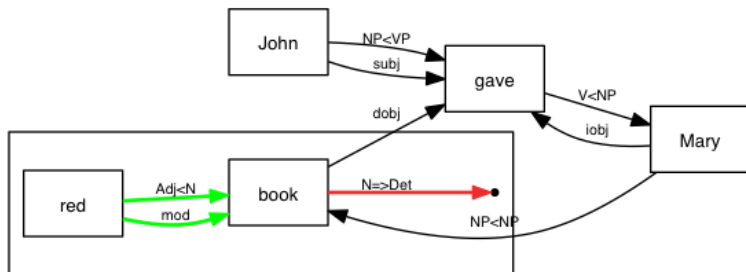 John
NP<VP
subj
gave
V<NP
iobj
Mary
dobj
red
Adj<N
mod
book
N=>Det
NP<NP